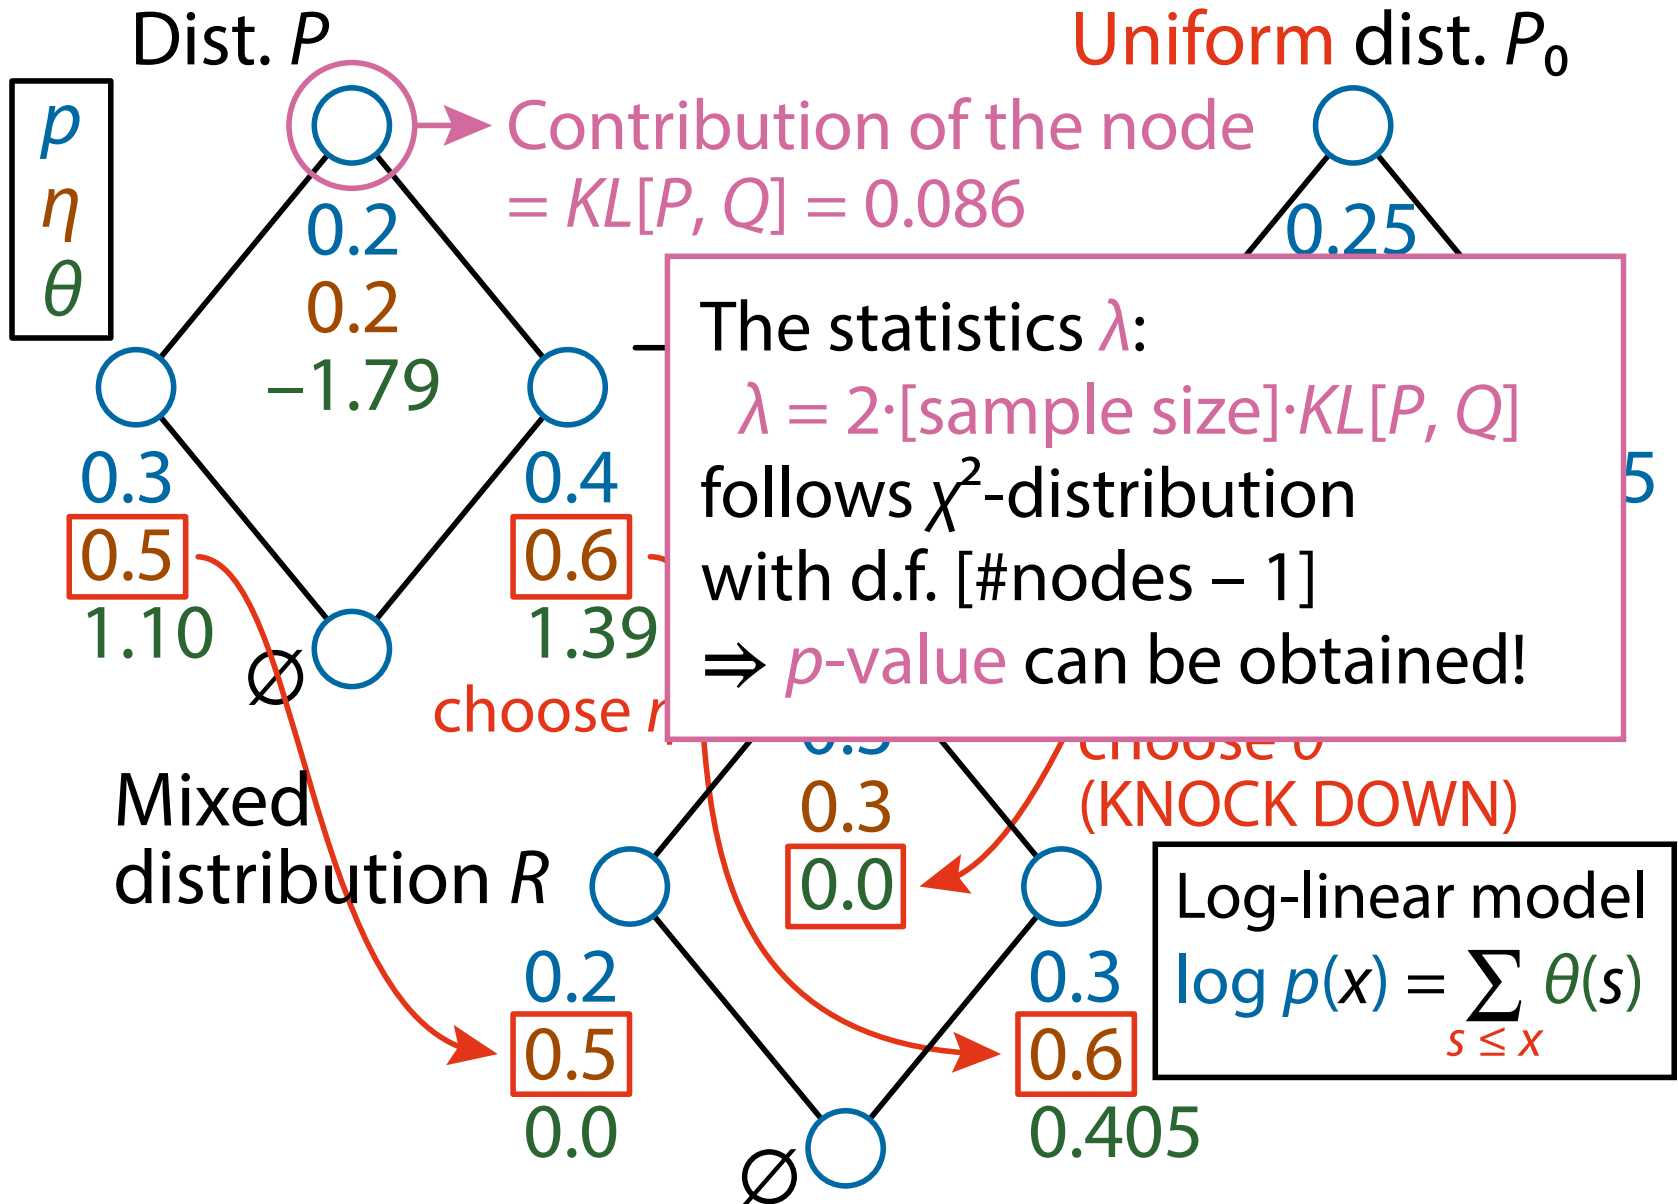 Dist. P
Uniform dist. P₀
p
η
θ
Contribution of the node
= KL[P, Q] = 0.086
0.2
0.2
–1.79
0.25
0.3
0.5
1.10
0.4
0.6
1.39
∅
The statistics λ:
λ = 2·[sample size]·KL[P, Q]
follows χ²-distribution
with d.f. [#nodes – 1]
⇒ p-value can be obtained!
5
choose
choose θ
(KNOCK DOWN)
Mixed
distribution R
0.3
0.0
0.2
0.5
0.0
0.3
0.6
0.405
∅
Log-linear model
log p(x) = ∑ θ(s)
s ≤ x